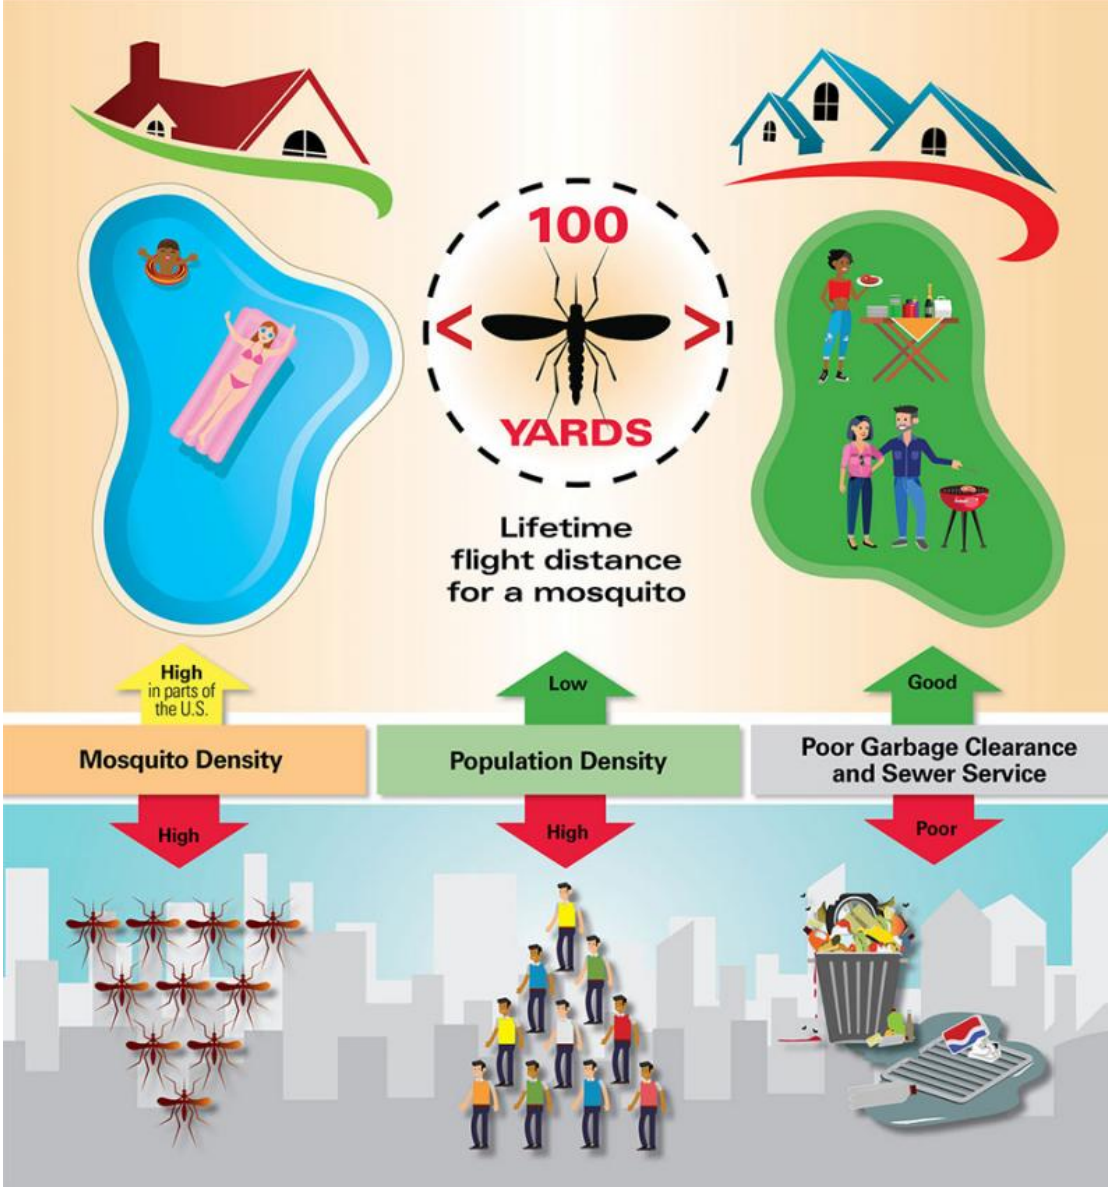 100
< >
YARDS
Lifetime
flight distance
for a mosquito
High
in parts of
the U.S.
Low
Good
Mosquito Density
Population Density
Poor Garbage Clearance
and Sewer Service
High
High
Poor